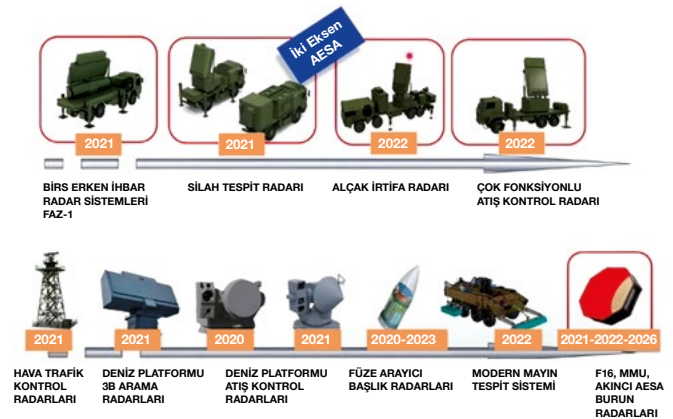 İki Eksen
AESA
2021
2021
2022
2022
BİRS ERKEN İHBAR
RADAR SİSTEMLERİ
FAZ-1
SİLAH TESPİT RADARI
ALÇAK İRTİFA RADARI
ÇOK FONKSİYONLU
ATIŞ KONTROL RADARI
2021
2021
2020
2021
2020-2023
2022
2021-2022-2026
HAVA TRAFİK
KONTROL
RADARLARI
DENİZ PLATFORMU
3B ARAMA
RADARLARI
DENİZ PLATFORMU
ATIŞ KONTROL
RADARLARI
FÜZE ARAYICI
BAŞLIK RADARLARI
MODERN MAYIN
TESPİT SİSTEMİ
F16, MMU,
AKINCI AESA
BURUN
RADARLARI